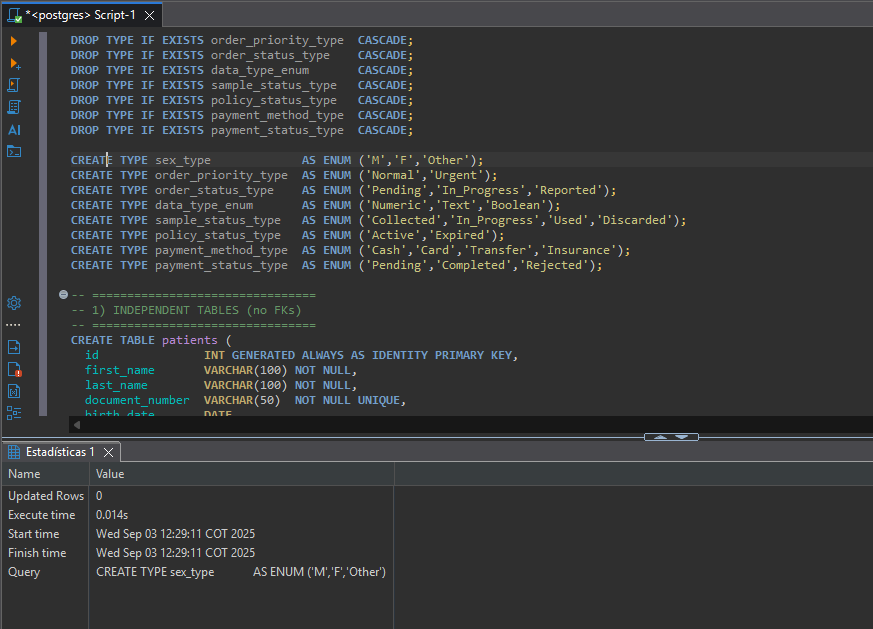 *<postgres> Script-1
DROP TYPE IF EXISTS order_priority_type  CASCADE;
DROP TYPE IF EXISTS order_status_type    CASCADE;
DROP TYPE IF EXISTS data_type_enum       CASCADE;
DROP TYPE IF EXISTS sample_status_type   CASCADE;
DROP TYPE IF EXISTS policy_status_type   CASCADE;
DROP TYPE IF EXISTS payment_method_type  CASCADE;
DROP TYPE IF EXISTS payment_status_type  CASCADE;
CREATE TYPE sex_type             AS ENUM ('M','F','Other');
CREATE TYPE order_priority_type  AS ENUM ('Normal','Urgent');
CREATE TYPE order_status_type    AS ENUM ('Pending','In_Progress','Reported');
CREATE TYPE data_type_enum       AS ENUM ('Numeric','Text','Boolean');
CREATE TYPE sample_status_type   AS ENUM ('Collected','In_Progress','Used','Discarded');
CREATE TYPE policy_status_type   AS ENUM ('Active','Expired');
CREATE TYPE payment_method_type  AS ENUM ('Cash','Card','Transfer','Insurance');
CREATE TYPE payment_status_type  AS ENUM ('Pending','Completed','Rejected');
-- ================================
-- 1) INDEPENDENT TABLES (no FKs)
-- ================================
CREATE TABLE patients (
id               INT GENERATED ALWAYS AS IDENTITY PRIMARY KEY,
first_name       VARCHAR(100) NOT NULL,
last_name        VARCHAR(100) NOT NULL,
document_number  VARCHAR(50)  NOT NULL UNIQUE,
birth_date       DATE
AI
Estadísticas 1
Name Value
Updated Rows 0
Execute time 0.014s
Start time Wed Sep 03 12:29:11 COT 2025
Finish time Wed Sep 03 12:29:11 COT 2025
Query CREATE TYPE sex_type             AS ENUM ('M','F','Other')